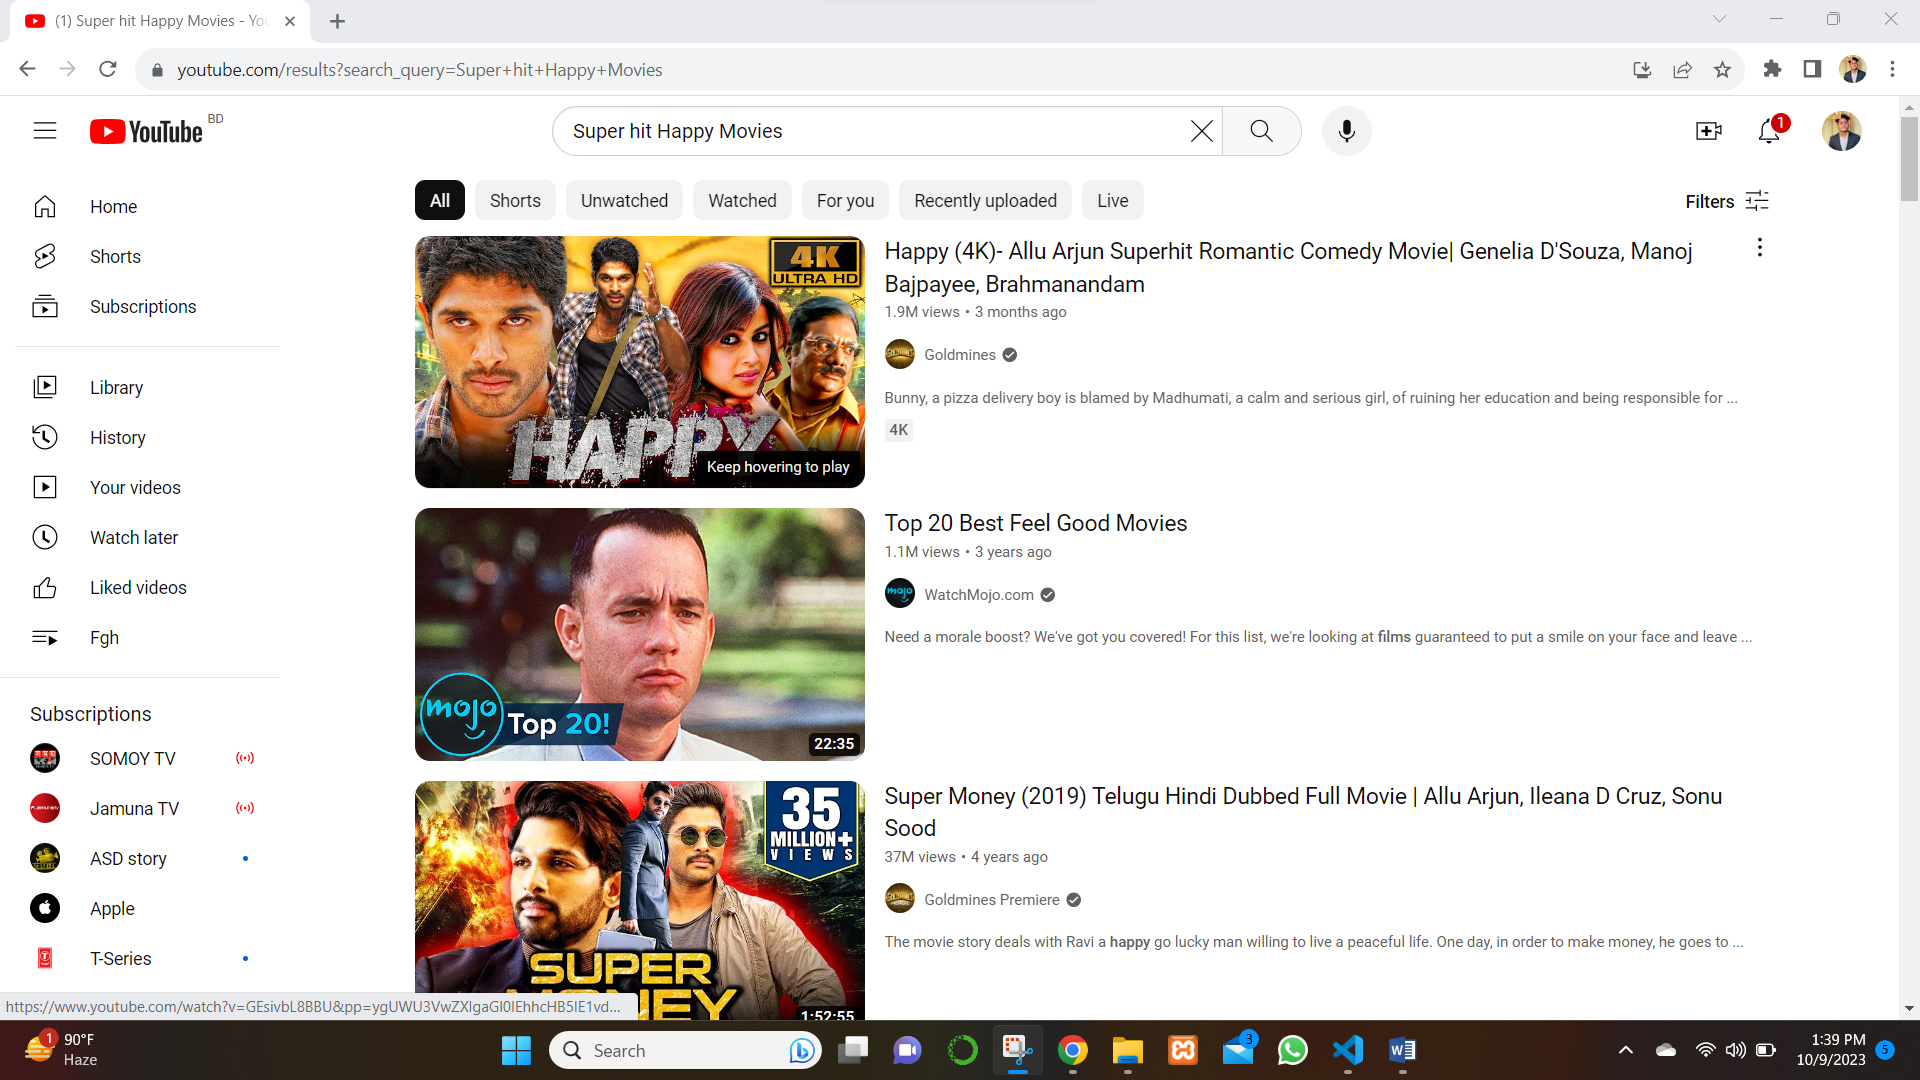 (1) Super hit Happy Movies - You
youtube.com/results?search_query=Super+hit+Happy+Movies
YouTube BD
Super hit Happy Movies
1
Home
Shorts
Subscriptions
Library
History
Your videos
Watch later
Liked videos
Fgh
Subscriptions
SOMOY TV
Jamuna TV
ASD story
Apple
T-Series
All
Shorts
Unwatched
Watched
For you
Recently uploaded
Live
Filters
4K
ULTRA HD
HAPPY
Keep hovering to play
Happy (4K)- Allu Arjun Superhit Romantic Comedy Movie| Genelia D'Souza, Manoj
Bajpayee, Brahmanandam
1.9M views • 3 months ago
Goldmines
Bunny, a pizza delivery boy is blamed by Madhumati, a calm and serious girl, of ruining her education and being responsible for ...
4K
mojo
Top 20!
22:35
Top 20 Best Feel Good Movies
1.1M views • 3 years ago
mojo
WatchMojo.com
Need a morale boost? We've got you covered! For this list, we're looking at films guaranteed to put a smile on your face and leave ...
35
MILLION+
VIEWS
SUPER
MONEY
1:52:55
Super Money (2019) Telugu Hindi Dubbed Full Movie | Allu Arjun, Ileana D Cruz, Sonu
Sood
37M views • 4 years ago
Goldmines Premiere
The movie story deals with Ravi a happy go lucky man willing to live a peaceful life. One day, in order to make money, he goes to ...
https://www.youtube.com/watch?v=GEsivbL8BBU&pp=ygUWU3VwZXIgaGl0IEhhcHB5IE1vd...
1
90°F
Haze
Search
3
1:39 PM
10/9/2023
5